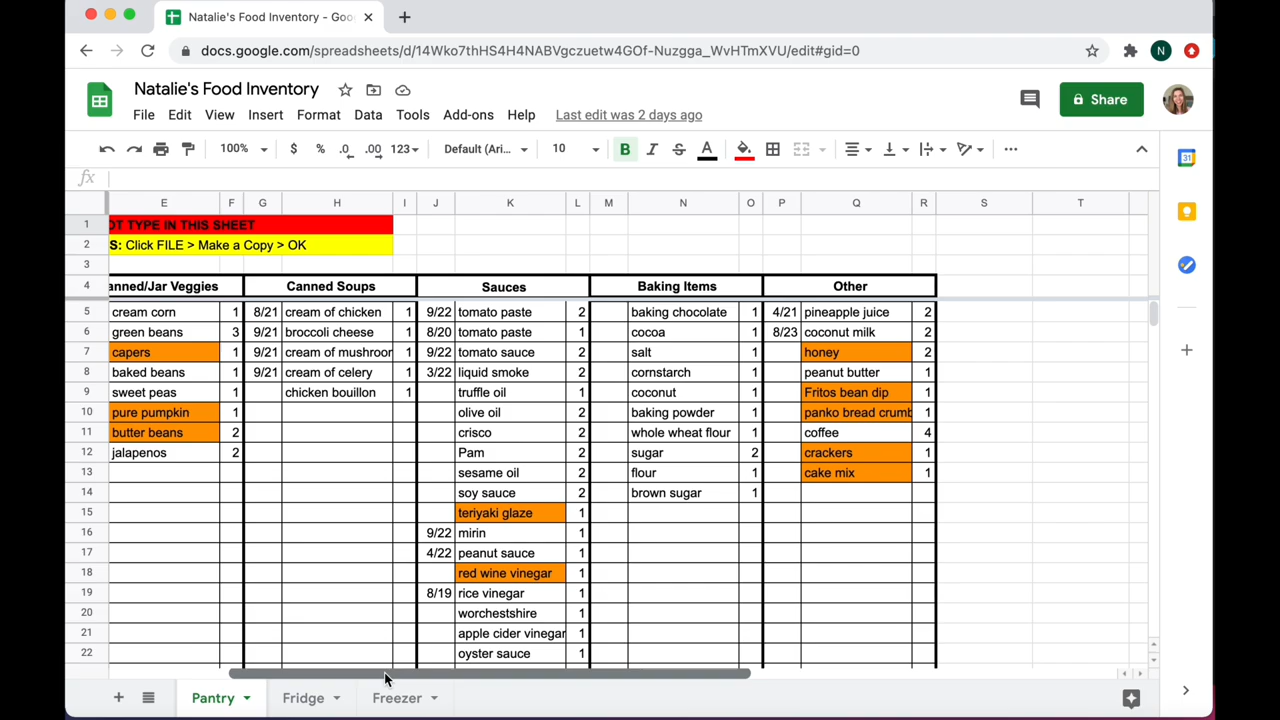 Natalie's Food Inventory - Goo
docs.google.com/spreadsheets/d/14Wko7thHS4H4NABVgczuetw4GOf-Nuzgga_WvHTmXVU/edit#gid=0
N
Natalie's Food Inventory
File Edit View Insert Format Data Tools Add-ons Help Last edit was 2 days ago
Share
100% $ % .0 .00 123 Default (Ari... 10 B I S A
fx
E F G H I J K L M N O P Q R S T
1 OT TYPE IN THIS SHEET
2 S: Click FILE > Make a Copy > OK
3
4 anned/Jar Veggies Canned Soups Sauces Baking Items Other
5 cream corn 1 8/21 cream of chicken 1 9/22 tomato paste 2 baking chocolate 1 4/21 pineapple juice 2
6 green beans 3 9/21 broccoli cheese 1 8/20 tomato paste 1 cocoa 1 8/23 coconut milk 2
7 capers 1 9/21 cream of mushroor 1 9/22 tomato sauce 2 salt 1 honey 2
8 baked beans 1 9/21 cream of celery 1 3/22 liquid smoke 2 cornstarch 1 peanut butter 1
9 sweet peas 1 chicken bouillon 1 truffle oil 1 coconut 1 Fritos bean dip 1
10 pure pumpkin 1 olive oil 2 baking powder 1 panko bread crumb 1
11 butter beans 2 crisco 2 whole wheat flour 1 coffee 4
12 jalapenos 2 Pam 2 sugar 2 crackers 1
13 sesame oil 2 flour 1 cake mix 1
14 soy sauce 2 brown sugar 1
15 teriyaki glaze 1
16 9/22 mirin 1
17 4/22 peanut sauce 1
18 red wine vinegar 1
19 8/19 rice vinegar 1
20 worchestshire 1
21 apple cider vinegar 1
22 oyster sauce 1
Pantry Fridge Freezer
31